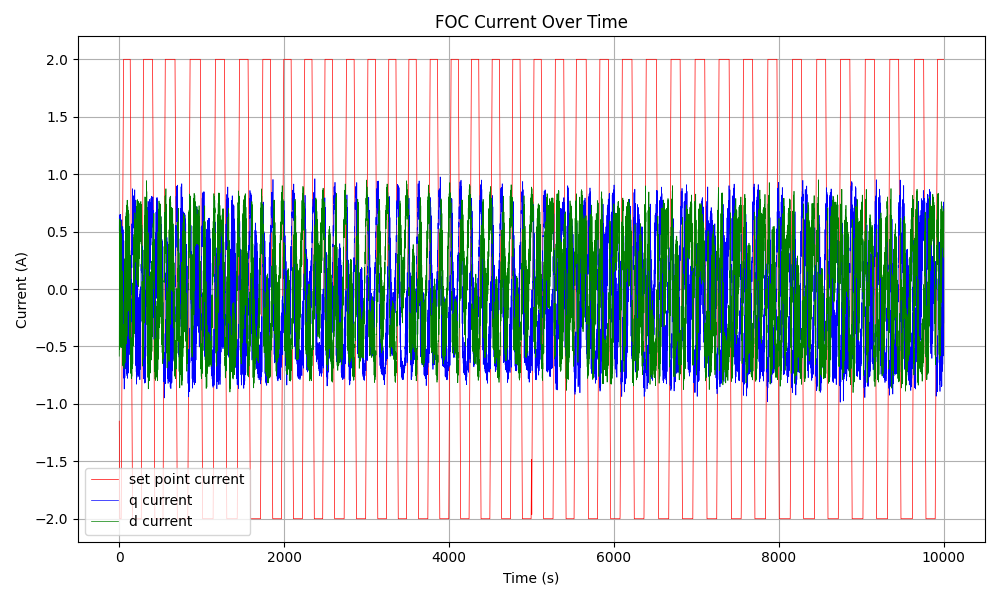 FOC Current Over Time
2.0
1.5
1.0
0.5
0.0
−0.5
−1.0
−1.5
−2.0
Current (A)
set point current
q current
d current
0
2000
4000
6000
8000
10000
Time (s)